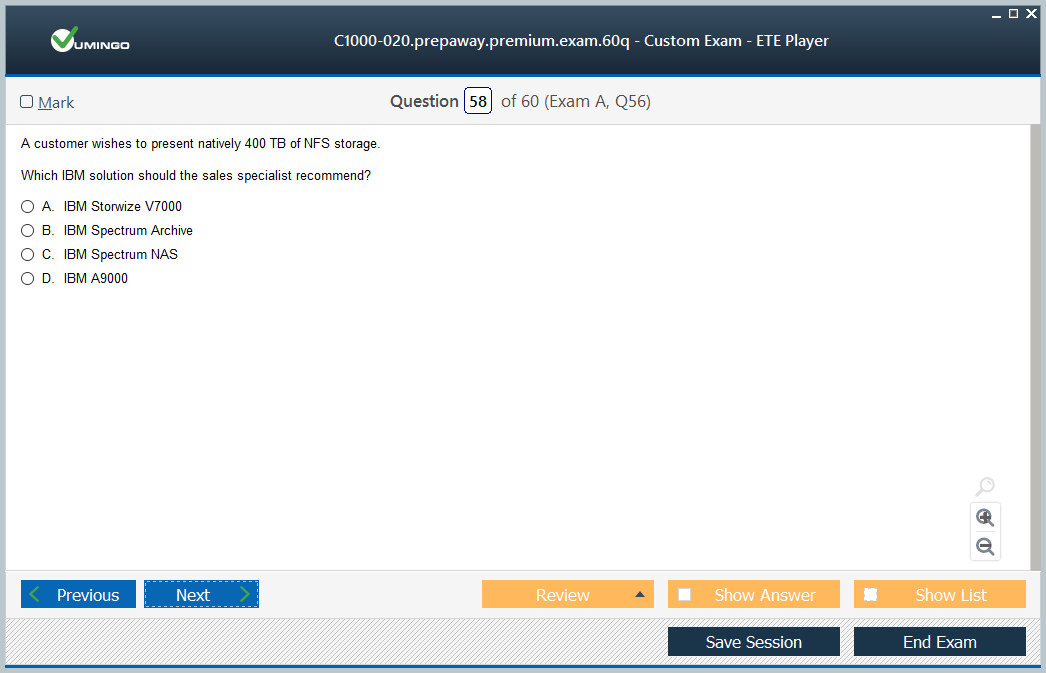 VUMINGO
C1000-020.prepaway.premium.exam.60q - Custom Exam - ETE Player
Mark
Question 58 of 60 (Exam A, Q56)
A customer wishes to present natively 400 TB of NFS storage.
Which IBM solution should the sales specialist recommend?
A. IBM Storwize V7000
B. IBM Spectrum Archive
C. IBM Spectrum NAS
D. IBM A9000
Previous
Next
Review
Show Answer
Show List
Save Session
End Exam